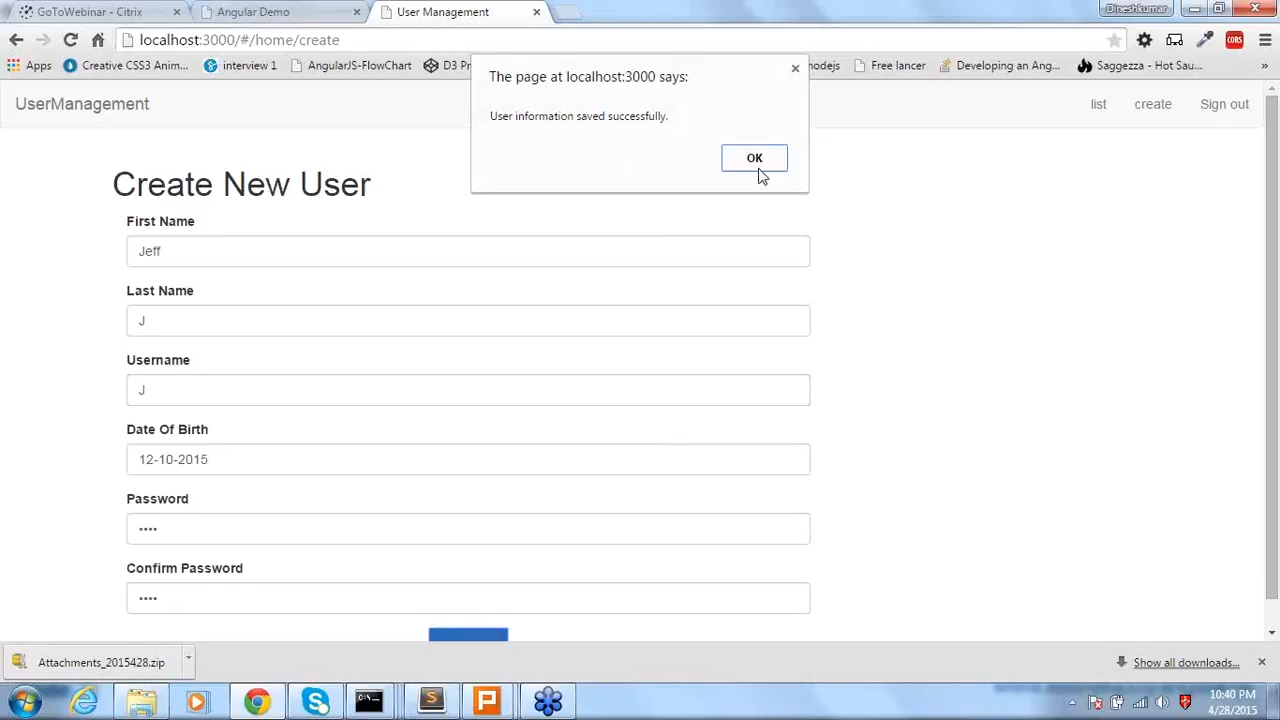 GoToWebinar - Citrix
Angular Demo
User Management
Dineshkumar
localhost:3000/#/home/create
CORS
Apps
Creative CSS3 Anim...
interview 1
AngularJS-FlowChart
D3 P
nodejs
Free lancer
Developing an Ang...
Saggezza - Hot Sau...
»
The page at localhost:3000 says:
User information saved successfully.
OK
UserManagement
list
create
Sign out
Create New User
First Name
Jeff
Last Name
J
Username
J
Date Of Birth
12-10-2015
Password
••••
Confirm Password
••••
Attachments_2015428.zip
Show all downloads...
10:40 PM
4/28/2015